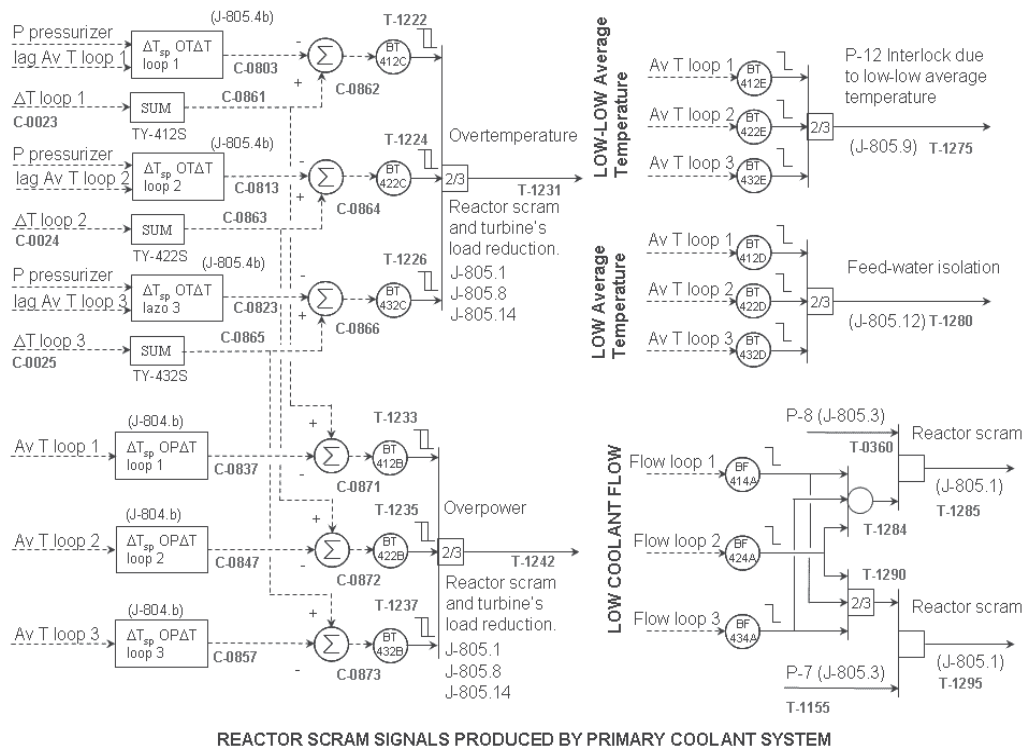 (J-805.4b)
P pressurizer
lag Av T loop 1
ΔTsp OTΔT
loop 1
C-0803
-
+
Σ
C-0862
T-1222
BT
412C
ΔT loop 1
C-0023
SUM
TY-412S
C-0861
(J-805.4b)
P pressurizer
lag Av T loop 2
ΔTsp OTΔT
loop 2
C-0813
-
+
Σ
C-0864
T-1224
BT
422C
Overtemperature
2/3
T-1231
Reactor scram
and turbine's
load reduction.
J-805.1
J-805.8
J-805.14
ΔT loop 2
C-0024
SUM
TY-422S
C-0863
(J-805.4b)
P pressurizer
lag Av T loop 3
ΔTsp OTΔT
lazo 3
C-0823
-
+
Σ
C-0866
T-1226
BT
432C
ΔT loop 3
C-0025
SUM
TY-432S
C-0865
(J-804.b)
Av T loop 1
ΔTsp OPΔT
loop 1
C-0837
+
-
Σ
C-0871
T-1233
BT
412B
(J-804.b)
Av T loop 2
ΔTsp OPΔT
loop 2
C-0847
+
-
Σ
C-0872
T-1235
BT
422B
Overpower
2/3
T-1242
Reactor scram
and turbine's
load reduction.
J-805.1
J-805.8
J-805.14
(J-804.b)
Av T loop 3
ΔTsp OPΔT
loop 3
C-0857
+
-
Σ
C-0873
T-1237
BT
432B
LOW-LOW Average
Temperature
Av T loop 1
BT
412E
Av T loop 2
BT
422E
Av T loop 3
BT
432E
2/3
P-12 Interlock due
to low-low average
temperature
(J-805.9)
T-1275
LOW Average
Temperature
Av T loop 1
BT
412D
Av T loop 2
BT
422D
Av T loop 3
BT
432D
2/3
Feed-water isolation
(J-805.12)
T-1280
LOW COOLANT FLOW
P-8 (J-805.3)
T-0360
Reactor scram
(J-805.1)
T-1285
Flow loop 1
BF
414A
T-1284
Flow loop 2
BF
424A
T-1290
2/3
Flow loop 3
BF
434A
Reactor scram
(J-805.1)
T-1295
P-7 (J-805.3)
T-1155
REACTOR SCRAM SIGNALS PRODUCED BY PRIMARY COOLANT SYSTEM